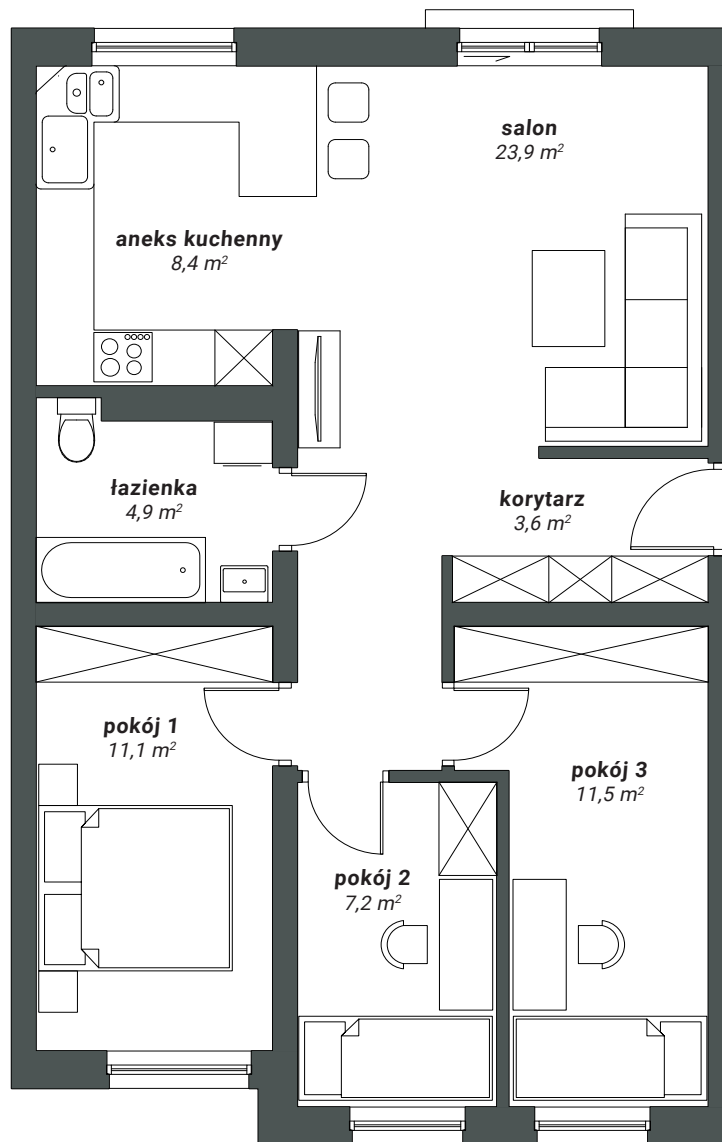 salon
23,9 m²
aneks kuchenny
8,4 m²
łazienka
4,9 m²
korytarz
3,6 m²
pokój 1
11,1 m²
pokój 3
11,5 m²
pokój 2
7,2 m²